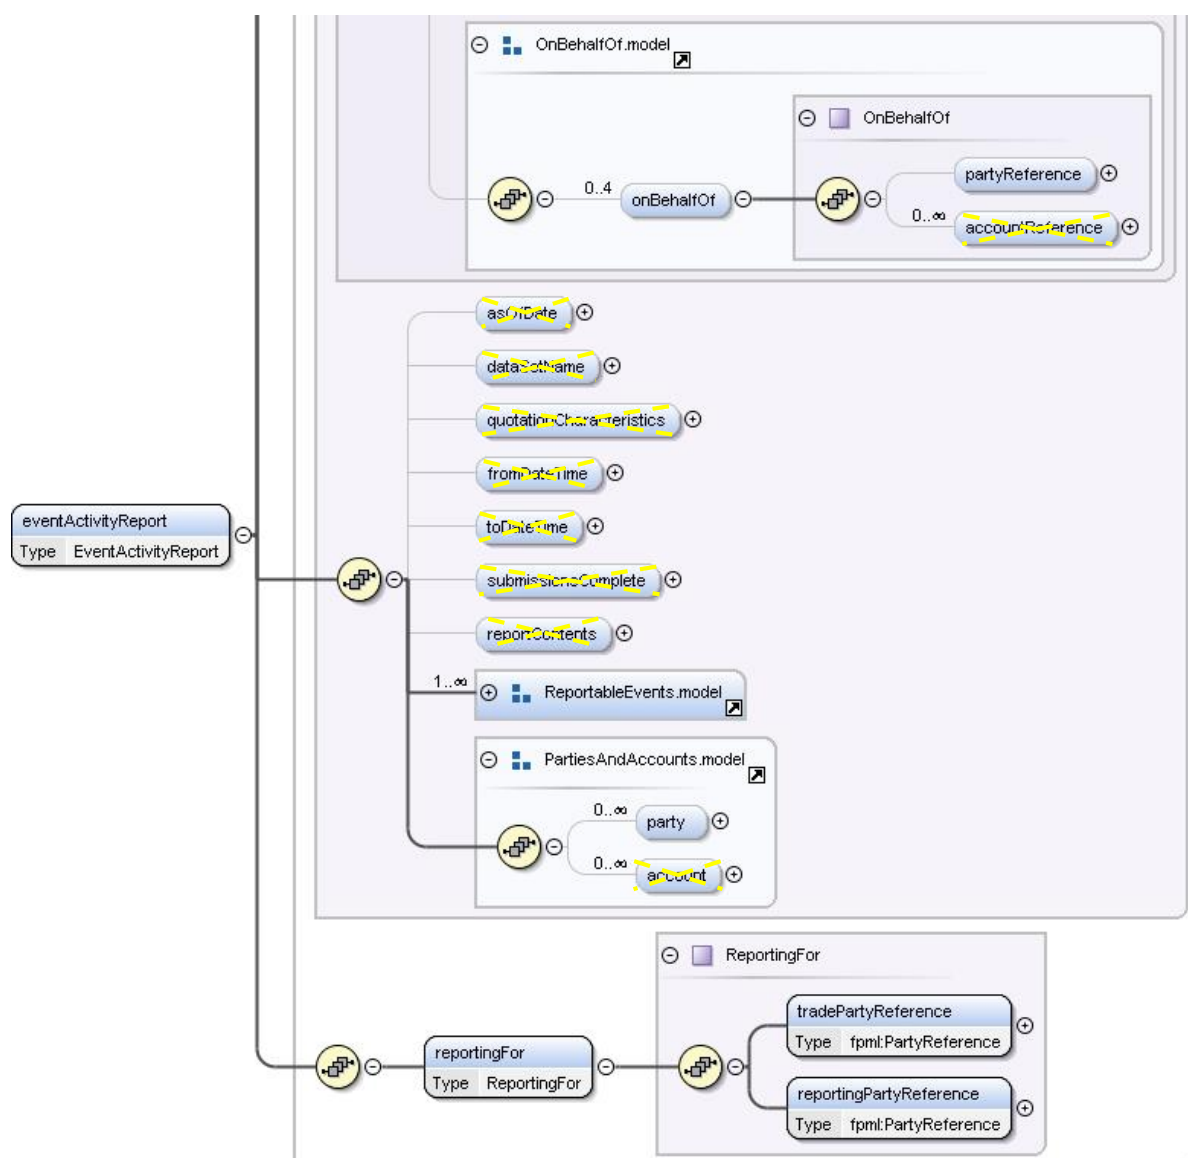 OnBehalfOf.model
OnBehalfOf
partyReference
0..4
onBehalfOf
0..∞
accountReference
asOfDate
dataSetName
quotationCharacteristics
fromDateTime
eventActivityReport
toDateTime
Type EventActivityReport
submissionsComplete
reportContents
1..∞
ReportableEvents.model
PartiesAndAccounts.model
0..∞
party
0..∞
account
ReportingFor
tradePartyReference
Type fpml:PartyReference
reportingFor
Type ReportingFor
reportingPartyReference
Type fpml:PartyReference